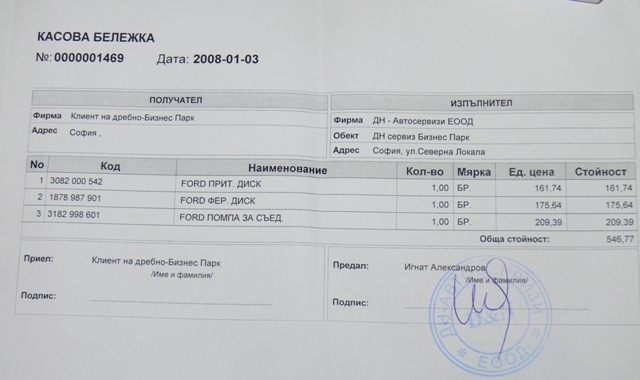 КАСОВА БЕЛЕЖКА
№: 0000001469 Дата: 2008-01-03
ПОЛУЧАТЕЛ
Фирма Клиент на дребно-Бизнес Парк
Адрес София ,
ИЗПЪЛНИТЕЛ
Фирма ДН - Автосервизи ЕООД
Обект ДН сервиз Бизнес Парк
Адрес София, ул.Северна Локала
No Код Наименование Кол-во Мярка Ед. цена Стойност
1 3082 000 542 FORD ПРИТ. ДИСК 1,00 БР. 161,74 161,74
2 1878 987 901 FORD ФЕР. ДИСК 1,00 БР. 175,64 175,64
3 3182 998 601 FORD ПОМПА ЗА СЪЕД. 1,00 БР. 209,39 209,39
Обща стойност: 546,77
Приел: Клиент на дребно-Бизнес Парк
/Име и фамилия/
Подпис:
Предал: Игнат Александров
/Име и фамилия/
Подпис:
ЕООД